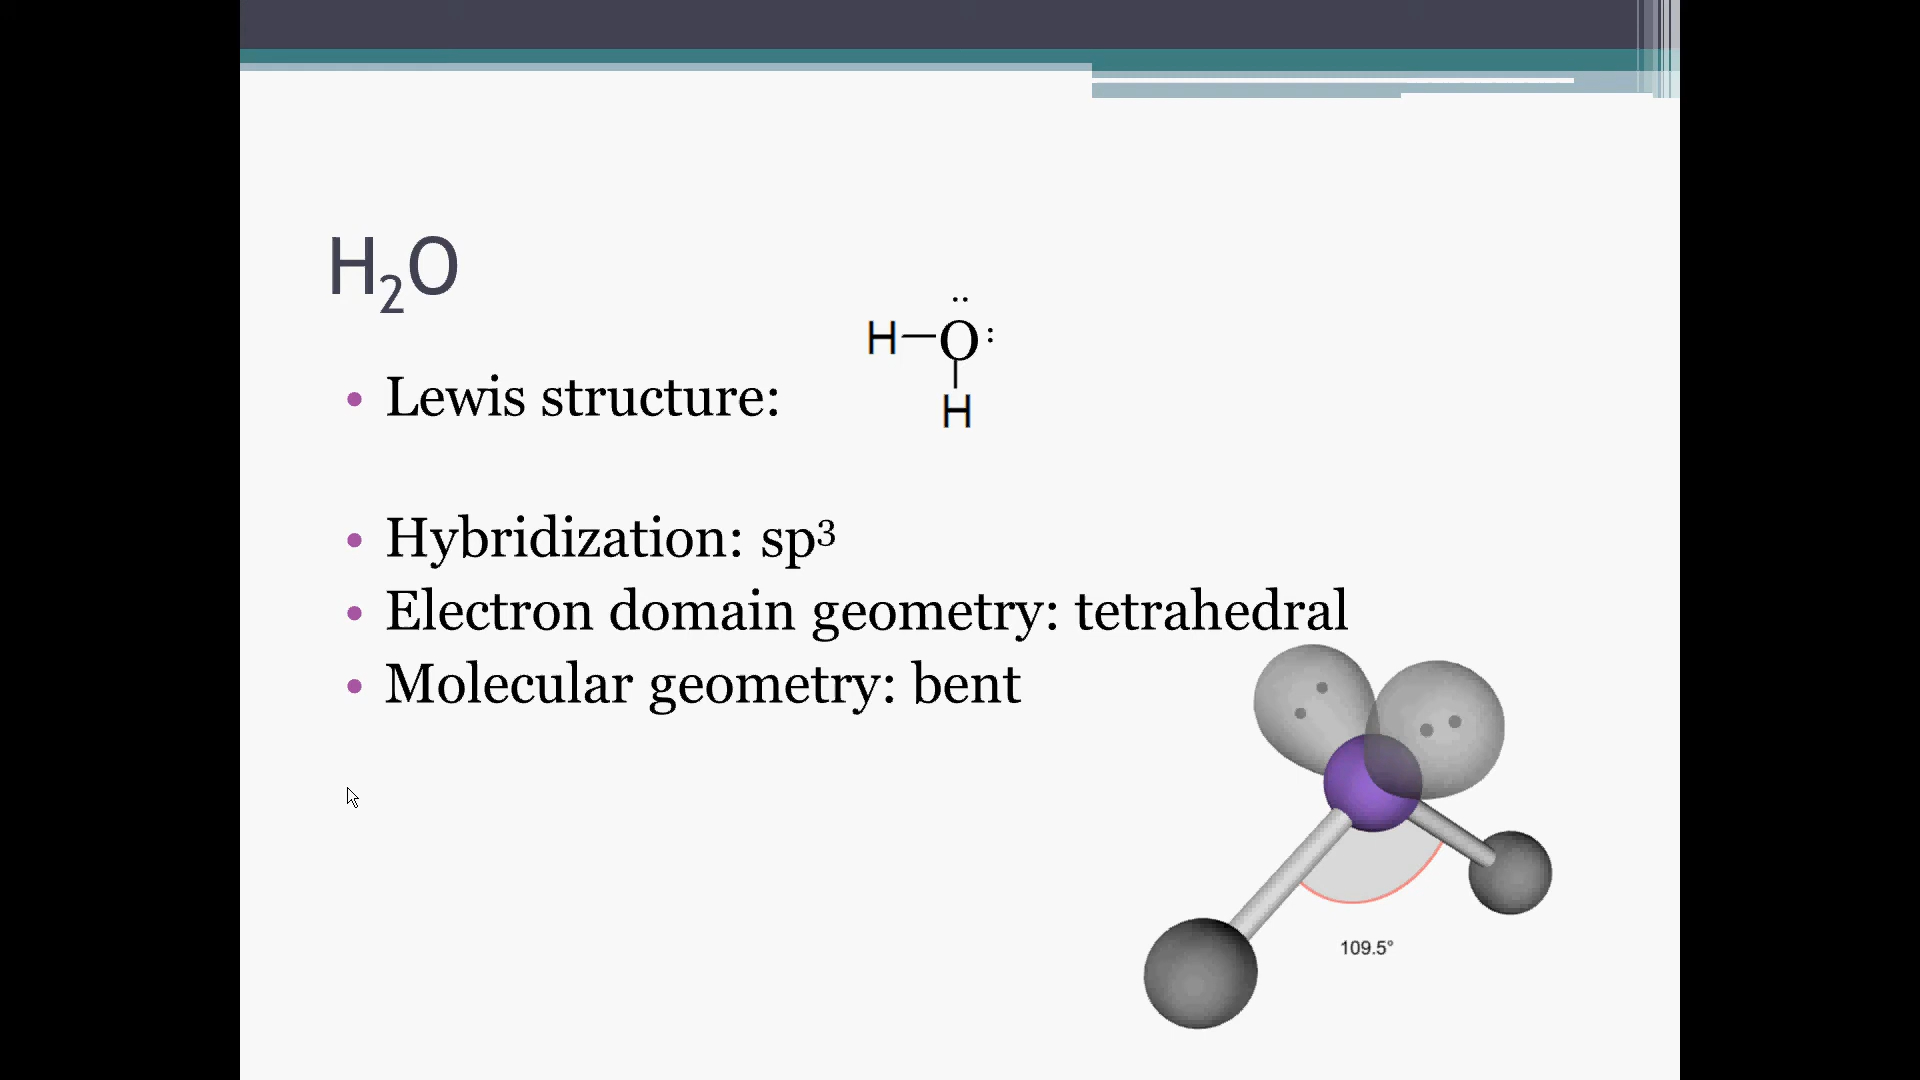 H₂O
H—O:
H
• Lewis structure:
• Hybridization: sp³
• Electron domain geometry: tetrahedral
• Molecular geometry: bent
109.5°